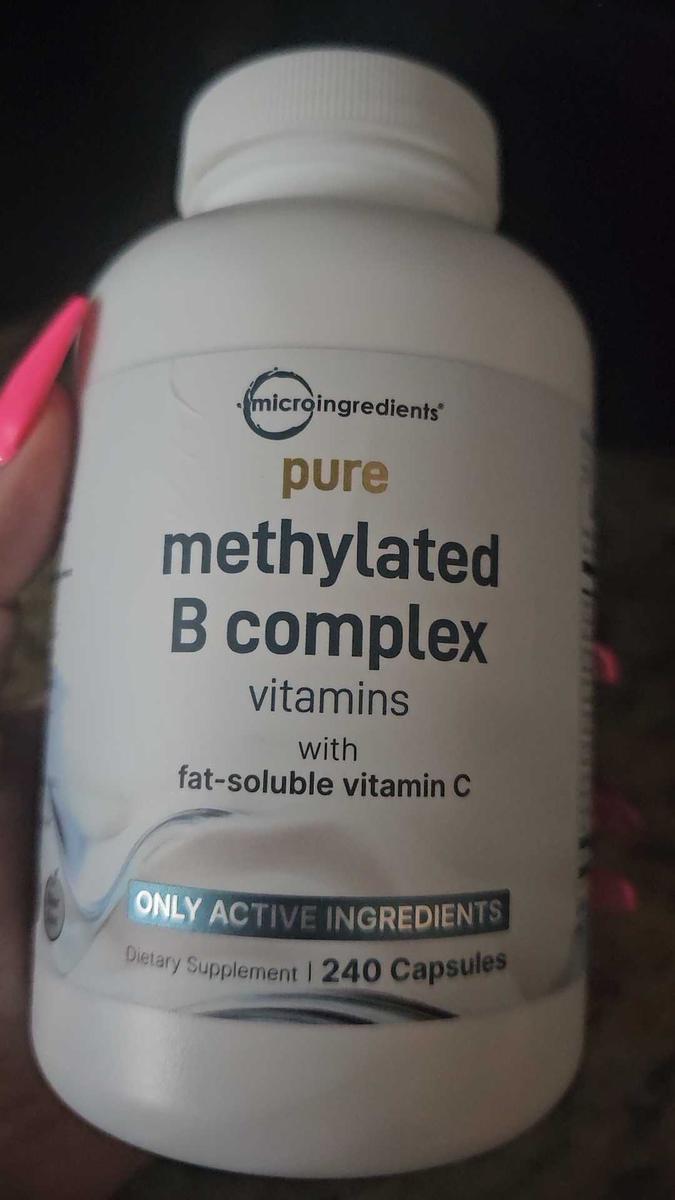 microingredients®
pure
methylated
B complex
vitamins
with
fat-soluble vitamin C
ONLY ACTIVE INGREDIENTS
Dietary Supplement | 240 Capsules